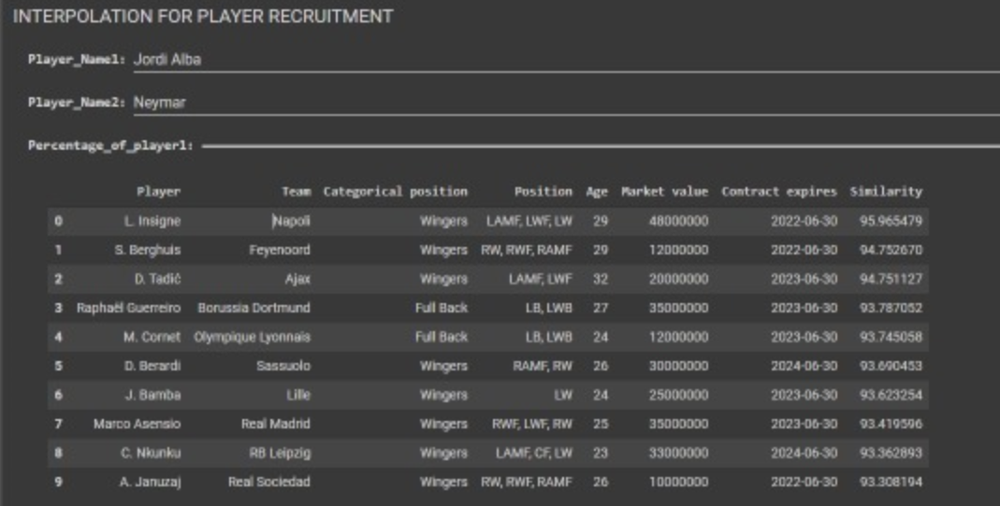 INTERPOLATION FOR PLAYER RECRUITMENT
Player_Name1: Jordi Alba
Player_Name2: Neymar
Percentage_of_player1:
Player Team Categorical position Position Age Market value Contract expires Similarity
0 L. Insigne Napoli Wingers LAMF, LWF, LW 29 48000000 2022-06-30 95.965479
1 S. Berghuis Feyenoord Wingers RW, RWF, RAMF 29 12000000 2022-06-30 94.752670
2 D. Tadić Ajax Wingers LAMF, LWF 32 20000000 2023-06-30 94.751127
3 Raphaël Guerreiro Borussia Dortmund Full Back LB, LWB 27 35000000 2023-06-30 93.787052
4 M. Cornet Olympique Lyonnais Full Back LB, LWB 24 12000000 2023-06-30 93.745058
5 D. Berardi Sassuolo Wingers RAMF, RW 26 30000000 2024-06-30 93.690453
6 J. Bamba Lille Wingers LW 24 25000000 2023-06-30 93.623254
7 Marco Asensio Real Madrid Wingers RWF, LWF, RW 25 35000000 2023-06-30 93.419596
8 C. Nkunku RB Leipzig Wingers LAMF, CF, LW 23 33000000 2024-06-30 93.362893
9 A. Januzaj Real Sociedad Wingers RW, RWF, RAMF 26 10000000 2022-06-30 93.308194